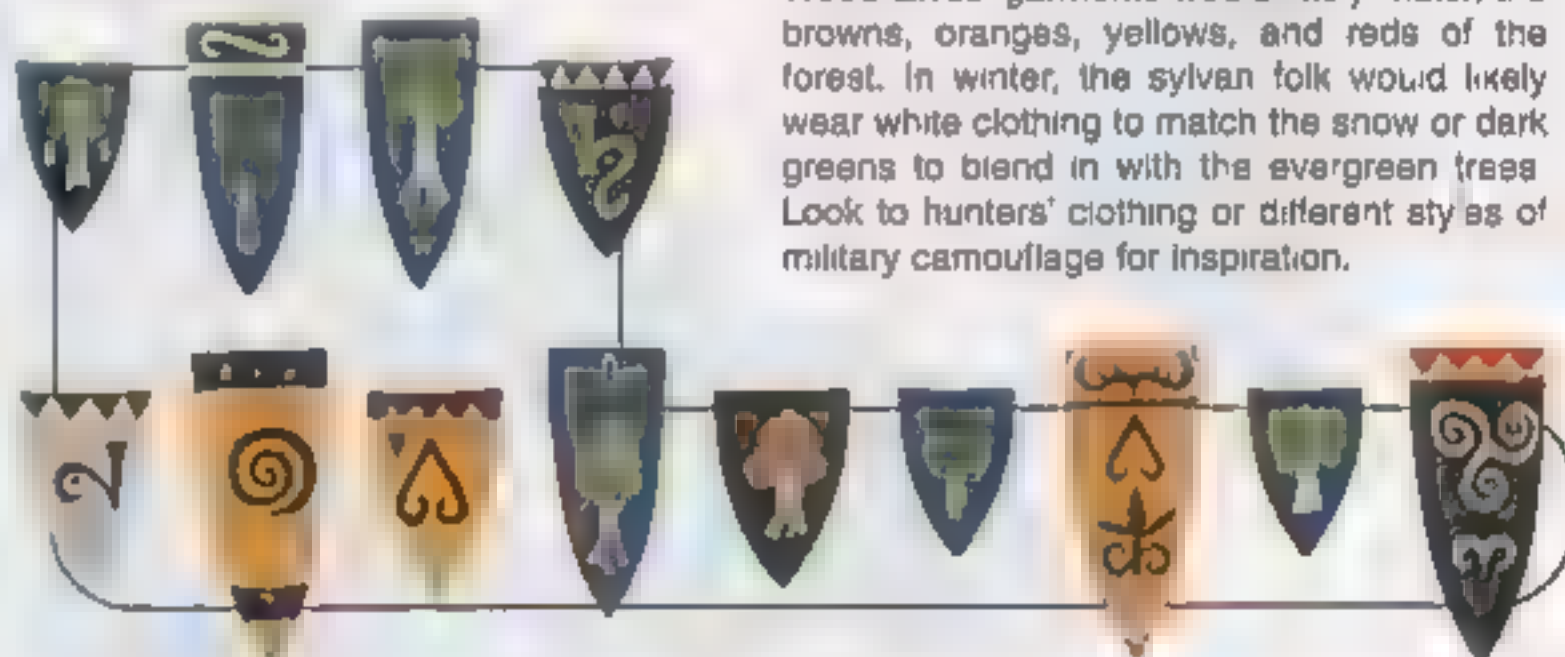 browns, oranges, yellows, and reds of the
forest. In winter, the sylvan folk would likely
wear white clothing to match the snow or dark
greens to blend in with the evergreen trees
Look to hunters' clothing or different styles of
military camouflage for inspiration.